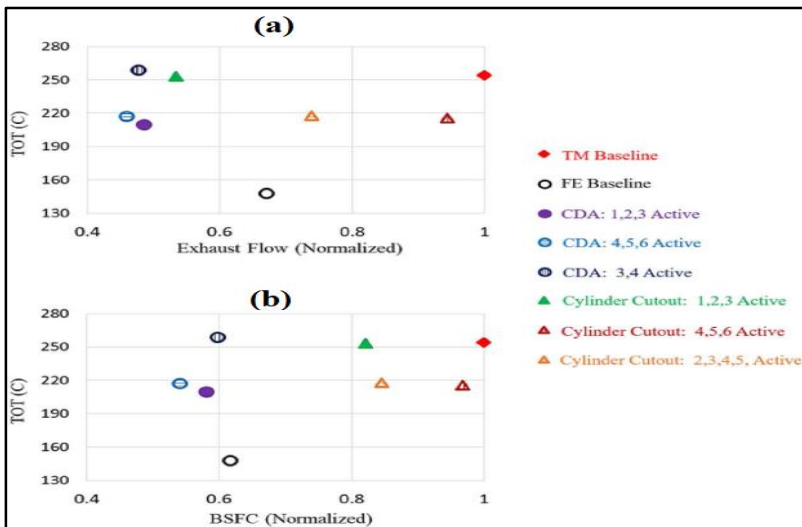 (a)
280
250
220
190
160
130
TOT (C)
0.4
0.6
0.8
1
Exhaust Flow (Normalized)
(b)
280
250
220
190
160
130
TOT (C)
0.4
0.6
0.8
1
BSFC (Normalized)
TM Baseline
FE Baseline
CDA: 1,2,3 Active
CDA: 4,5,6 Active
CDA: 3,4 Active
Cylinder Cutout: 1,2,3 Active
Cylinder Cutout: 4,5,6 Active
Cylinder Cutout: 2,3,4,5, Active